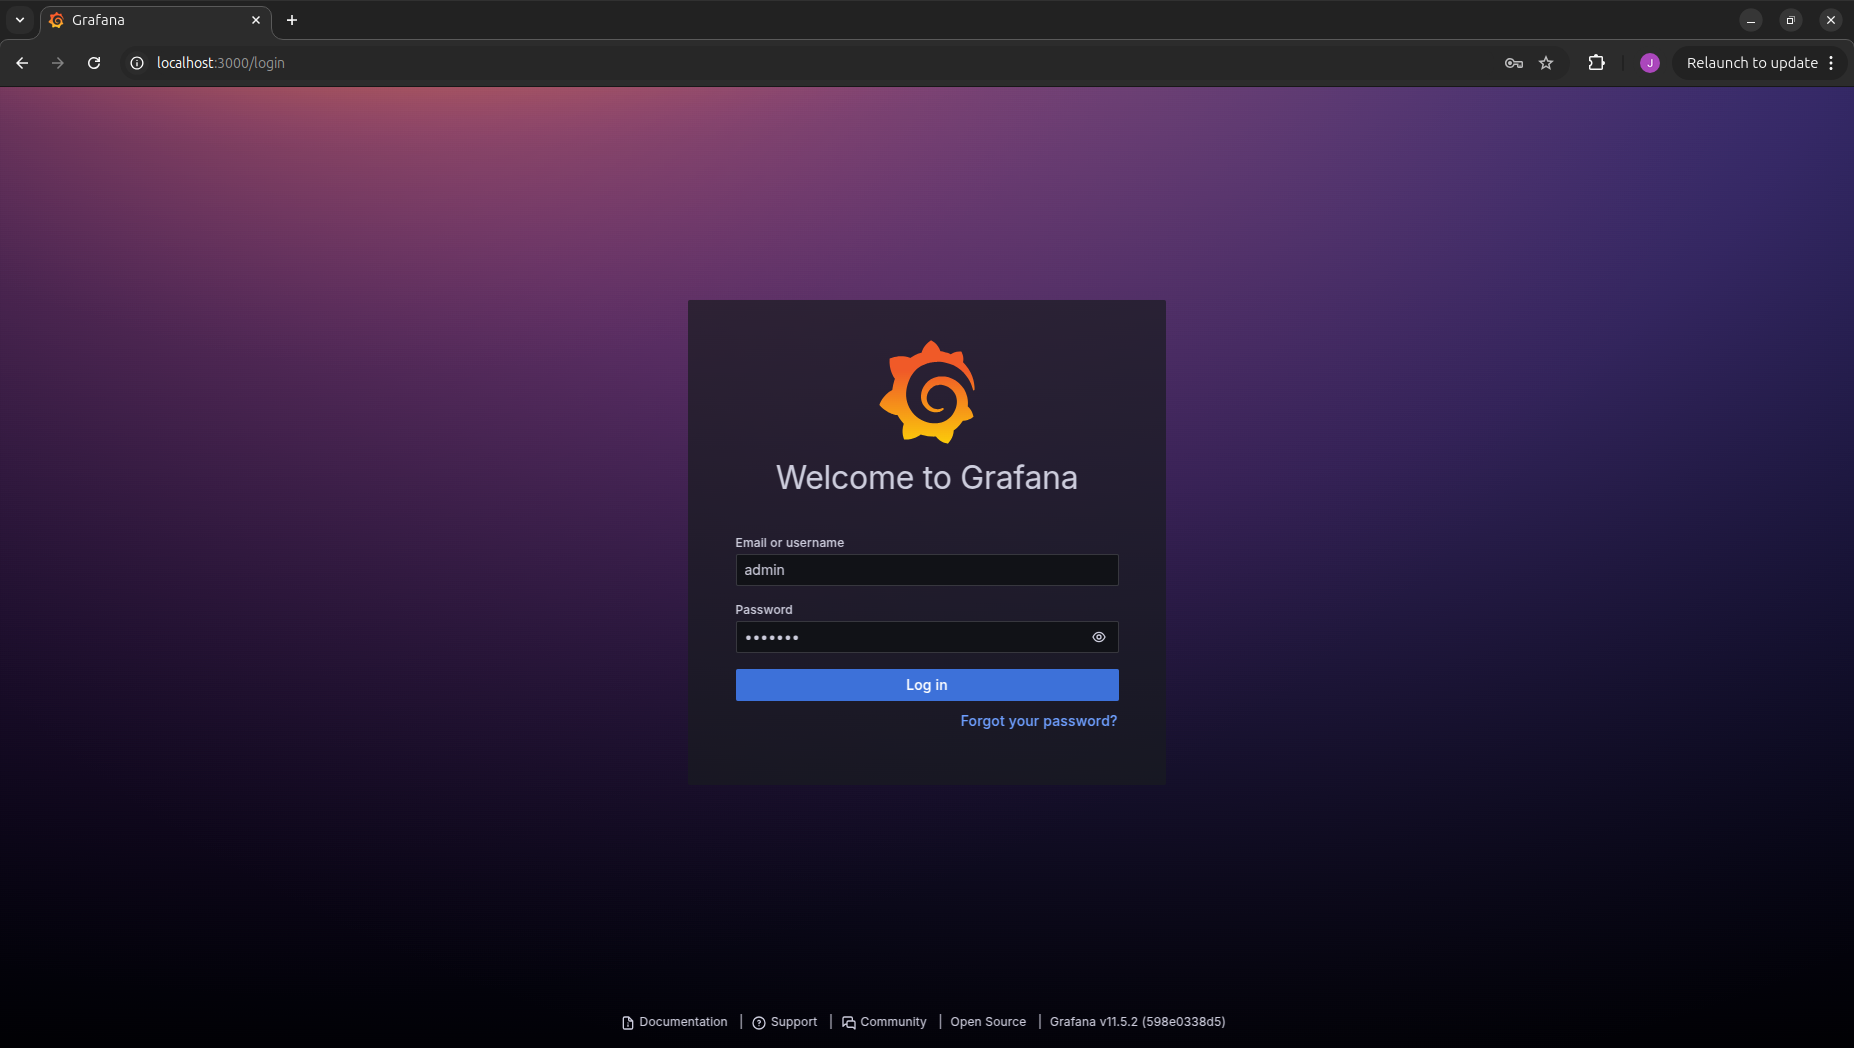 Grafana
localhost:3000/login
J
Relaunch to update
Welcome to Grafana
Email or username
admin
Password
•••••••
Log in
Forgot your password?
Documentation | Support | Community | Open Source | Grafana v11.5.2 (598e0338d5)